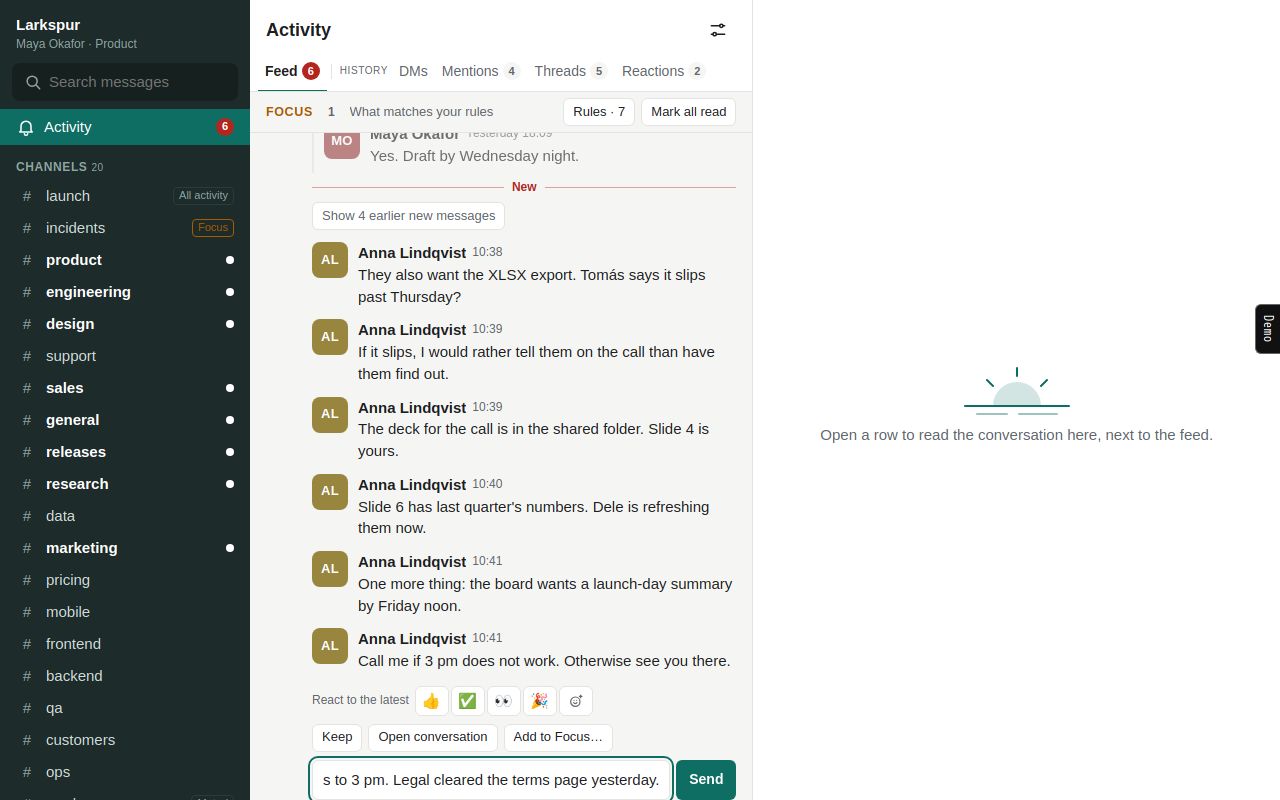 Larkspur
Maya Okafor · Product
Search messages
Activity 6
CHANNELS 20
# launch All activity
# incidents Focus
# product
# engineering
# design
# support
# sales
# general
# releases
# research
# data
# marketing
# pricing
# mobile
# frontend
# backend
# qa
# customers
# ops
Activity
Feed 6 HISTORY DMs Mentions 4 Threads 5 Reactions 2
FOCUS 1 What matches your rules Rules · 7 Mark all read
MO Maya Okafor Yesterday 18:09
Yes. Draft by Wednesday night.
New
Show 4 earlier new messages
AL Anna Lindqvist 10:38
They also want the XLSX export. Tomás says it slips
past Thursday?
AL Anna Lindqvist 10:39
If it slips, I would rather tell them on the call than have
them find out.
AL Anna Lindqvist 10:39
The deck for the call is in the shared folder. Slide 4 is
yours.
AL Anna Lindqvist 10:40
Slide 6 has last quarter's numbers. Dele is refreshing
them now.
AL Anna Lindqvist 10:41
One more thing: the board wants a launch-day summary
by Friday noon.
AL Anna Lindqvist 10:41
Call me if 3 pm does not work. Otherwise see you there.
React to the latest
Keep Open conversation Add to Focus…
s to 3 pm. Legal cleared the terms page yesterday. Send
Open a row to read the conversation here, next to the feed.
Demo